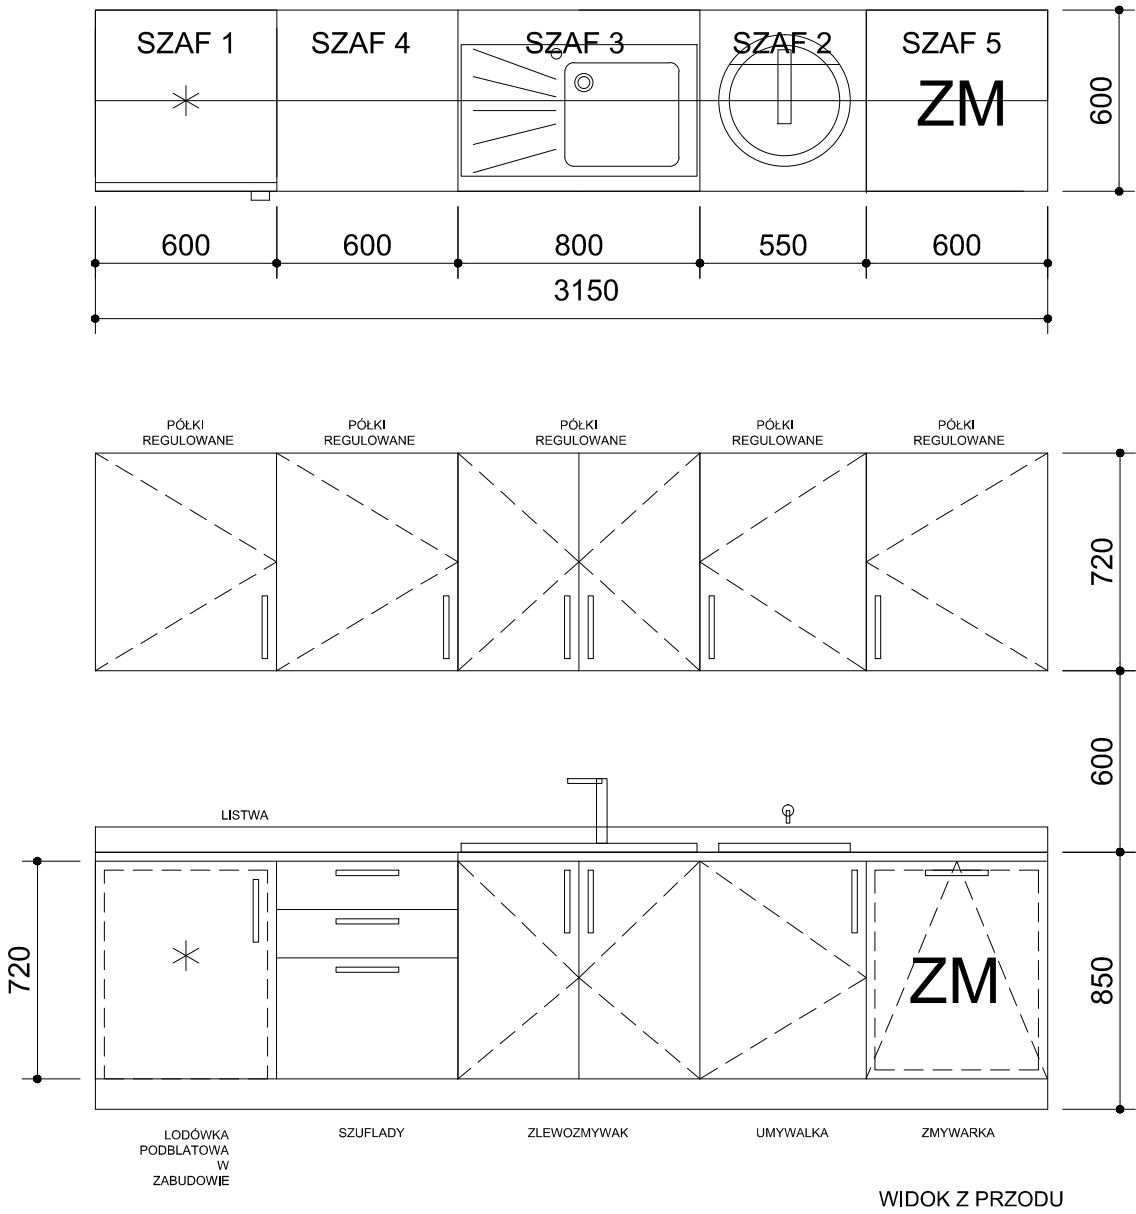 SZAF 1 SZAF 4 SZAF 3 SZAF 2 SZAF 5
ZM
600
600 600 800 550 600
3150
PÓŁKI REGULOWANE
PÓŁKI REGULOWANE
PÓŁKI REGULOWANE
PÓŁKI REGULOWANE
PÓŁKI REGULOWANE
720
600
LISTWA
720
ZM
850
LODÓWKA
PODBLATOWA
W
ZABUDOWIE
SZUFLADY
ZLEWOZMYWAK
UMYWALKA
ZMYWARKA
WIDOK Z PRZODU